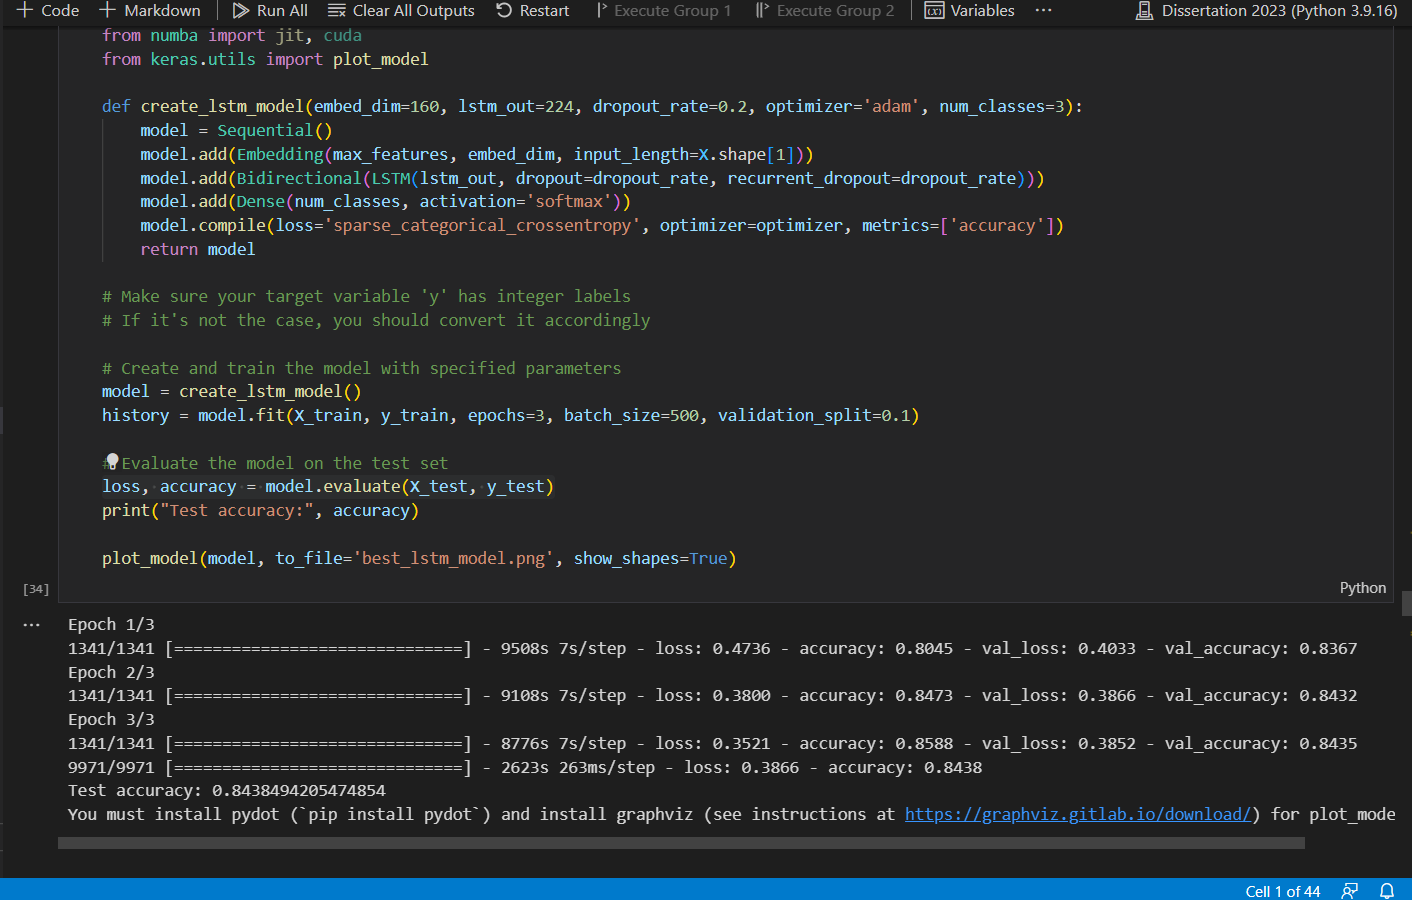 Code Markdown Run All Clear All Outputs Restart Execute Group 1 Execute Group 2 Variables ... Dissertation 2023 (Python 3.9.16)
from numba import jit, cuda
from keras.utils import plot_model
def create_lstm_model(embed_dim=160, lstm_out=224, dropout_rate=0.2, optimizer='adam', num_classes=3):
    model = Sequential()
    model.add(Embedding(max_features, embed_dim, input_length=X.shape[1]))
    model.add(Bidirectional(LSTM(lstm_out, dropout=dropout_rate, recurrent_dropout=dropout_rate)))
    model.add(Dense(num_classes, activation='softmax'))
    model.compile(loss='sparse_categorical_crossentropy', optimizer=optimizer, metrics=['accuracy'])
    return model
# Make sure your target variable 'y' has integer labels
# If it's not the case, you should convert it accordingly
# Create and train the model with specified parameters
model = create_lstm_model()
history = model.fit(X_train, y_train, epochs=3, batch_size=500, validation_split=0.1)
# Evaluate the model on the test set
loss, accuracy = model.evaluate(X_test, y_test)
print("Test accuracy:", accuracy)
plot_model(model, to_file='best_lstm_model.png', show_shapes=True)
[34] Python
... Epoch 1/3
1341/1341 [==============================] - 9508s 7s/step - loss: 0.4736 - accuracy: 0.8045 - val_loss: 0.4033 - val_accuracy: 0.8367
Epoch 2/3
1341/1341 [==============================] - 9108s 7s/step - loss: 0.3800 - accuracy: 0.8473 - val_loss: 0.3866 - val_accuracy: 0.8432
Epoch 3/3
1341/1341 [==============================] - 8776s 7s/step - loss: 0.3521 - accuracy: 0.8588 - val_loss: 0.3852 - val_accuracy: 0.8435
9971/9971 [==============================] - 2623s 263ms/step - loss: 0.3866 - accuracy: 0.8438
Test accuracy: 0.8438494205474854
You must install pydot (`pip install pydot`) and install graphviz (see instructions at https://graphviz.gitlab.io/download/) for plot_mode
Cell 1 of 44